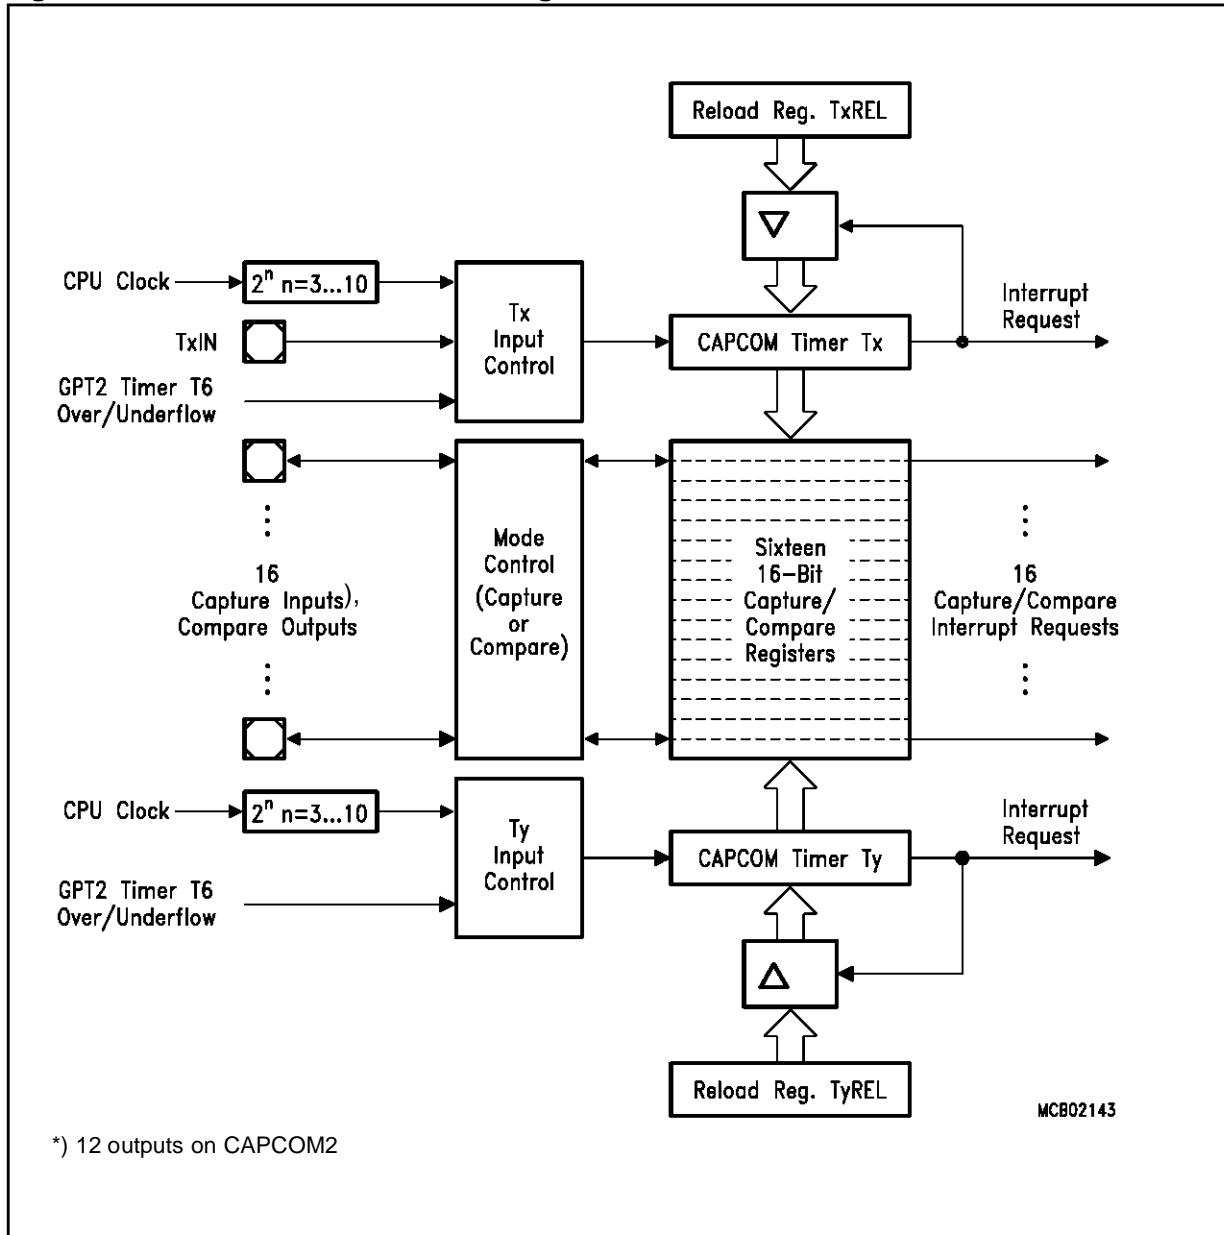 Reload Reg. TxREL
CPU Clock
2ⁿ n=3...10
Tx
Input
Control
TxIN
CAPCOM Timer Tx
Interrupt
Request
GPT2 Timer T6
Over/Underflow
Mode
Control
(Capture
or
Compare)
16
Capture Inputs),
Compare Outputs
Sixteen
16-Bit
Capture/
Compare
Registers
16
Capture/Compare
Interrupt Requests
CPU Clock
2ⁿ n=3...10
Ty
Input
Control
CAPCOM Timer Ty
Interrupt
Request
GPT2 Timer T6
Over/Underflow
Reload Reg. TyREL
MCB02143
*) 12 outputs on CAPCOM2